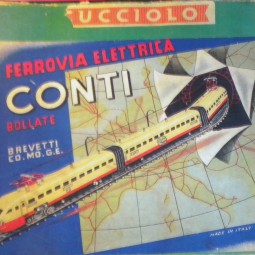 UCCIOLO
FERROVIA ELETTRICA
CONTI
BOLLATE
BREVETTI
CO.MO.G.E.
MADE IN ITALY